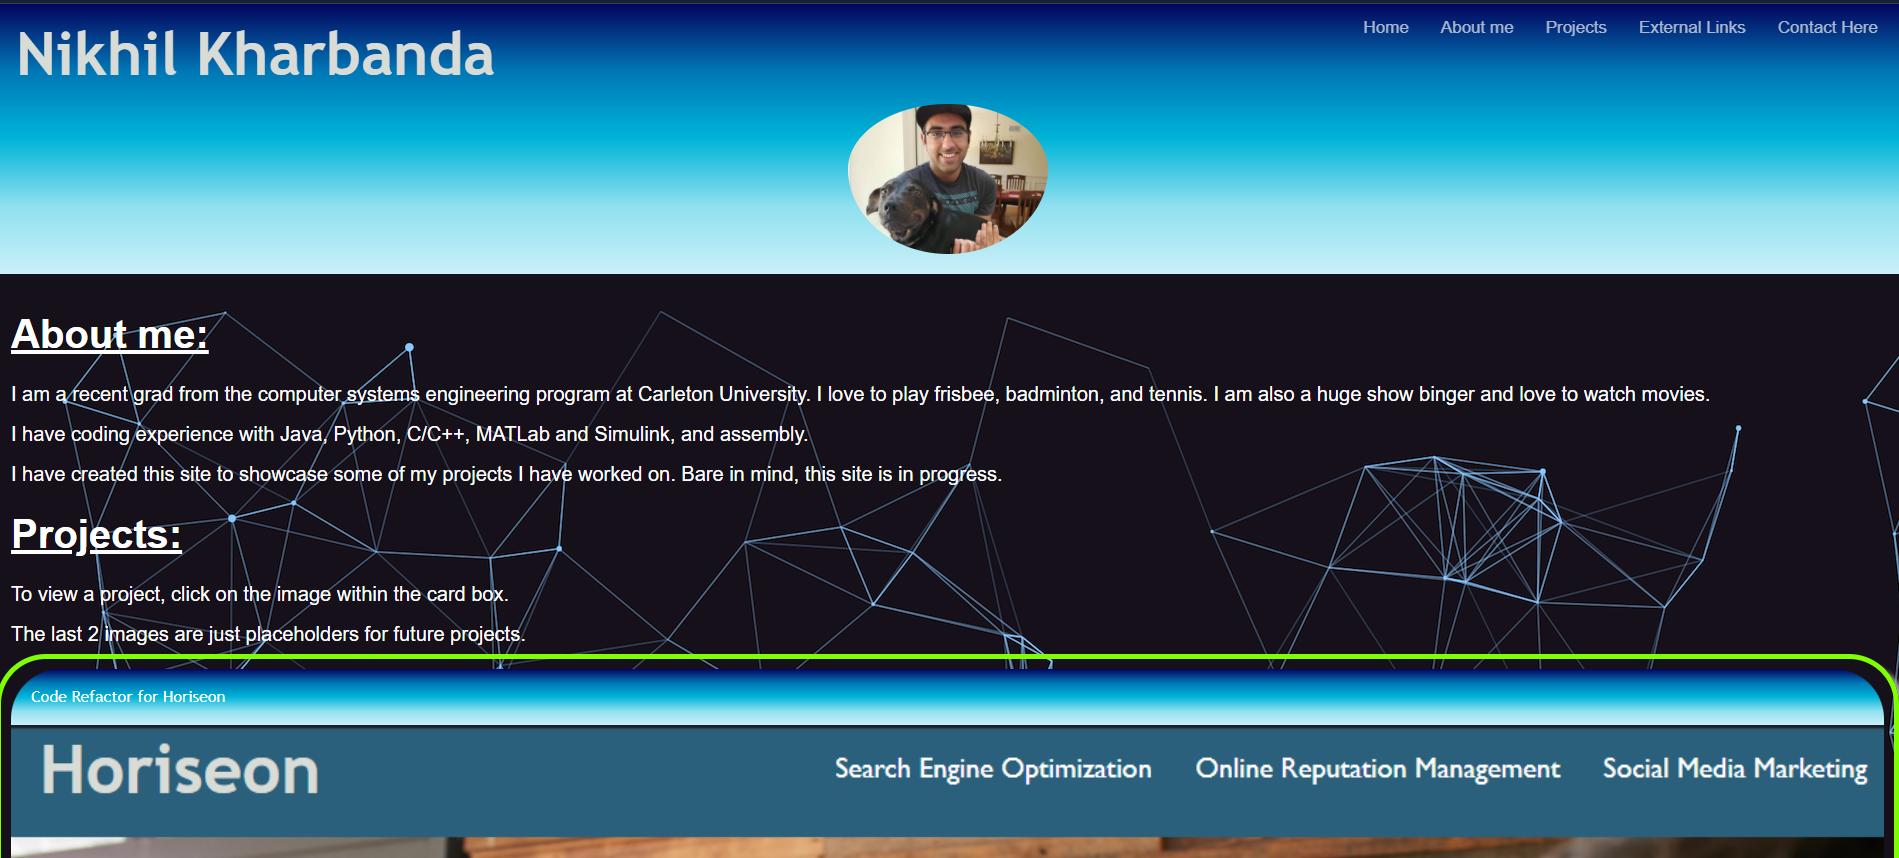 Nikhil Kharbanda
Home About me Projects External Links Contact Here
About me:
I am a recent grad from the computer systems engineering program at Carleton University. I love to play frisbee, badminton, and tennis. I am also a huge show binger and love to watch movies.
I have coding experience with Java, Python, C/C++, MATLab and Simulink, and assembly.
I have created this site to showcase some of my projects I have worked on. Bare in mind, this site is in progress.
Projects:
To view a project, click on the image within the card box.
The last 2 images are just placeholders for future projects.
Code Refactor for Horiseon
Horiseon Search Engine Optimization Online Reputation Management Social Media Marketing